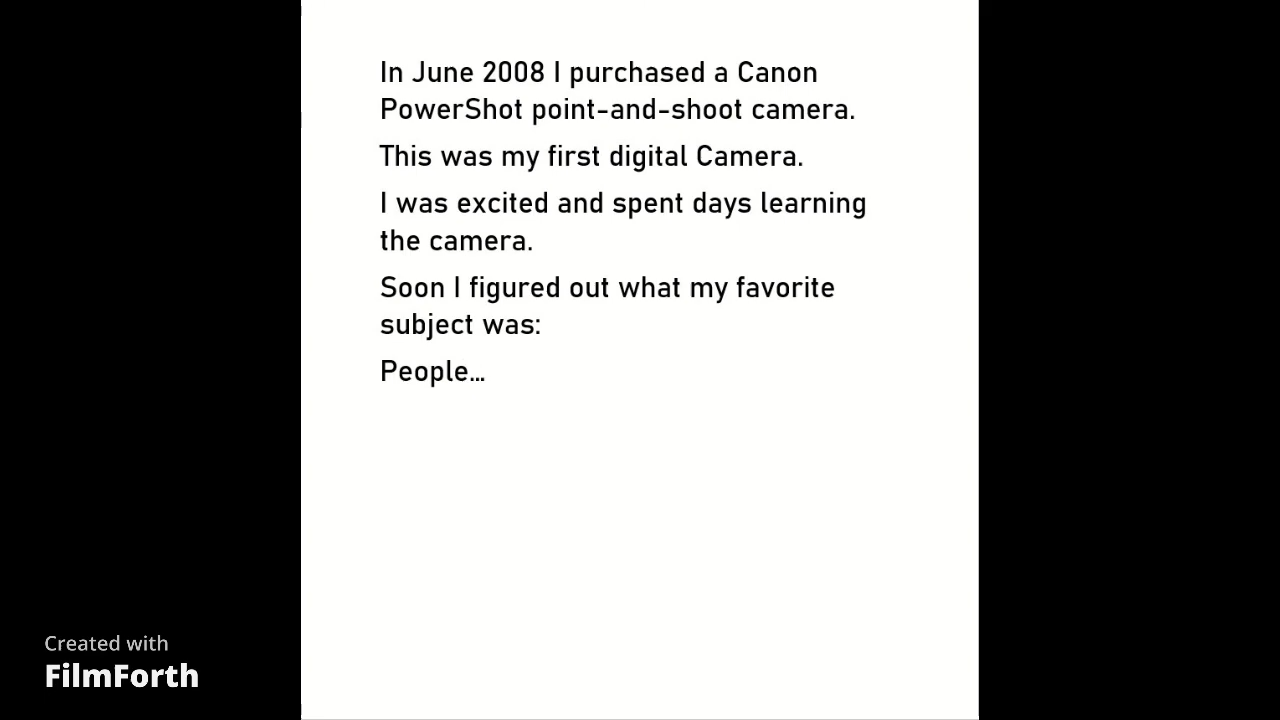 In June 2008 I purchased a Canon
PowerShot point-and-shoot camera.
This was my first digital Camera.
I was excited and spent days learning
the camera.
Soon I figured out what my favorite
subject was:
People...
Created with
FilmForth